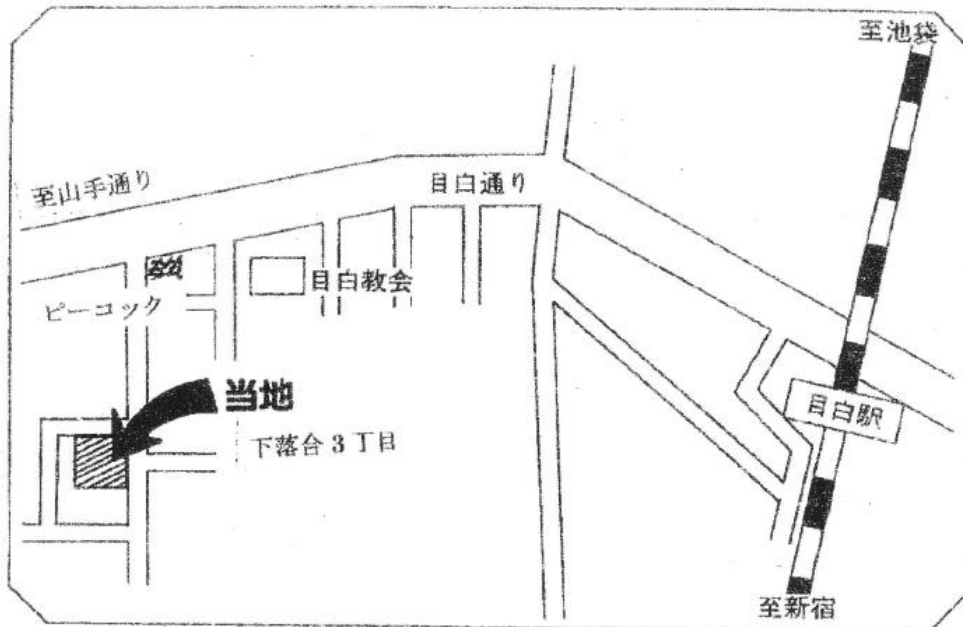 至池袋
至山手通り
目白通り
目白教会
ピーコック
当地
目白駅
下落合3丁目
至新宿